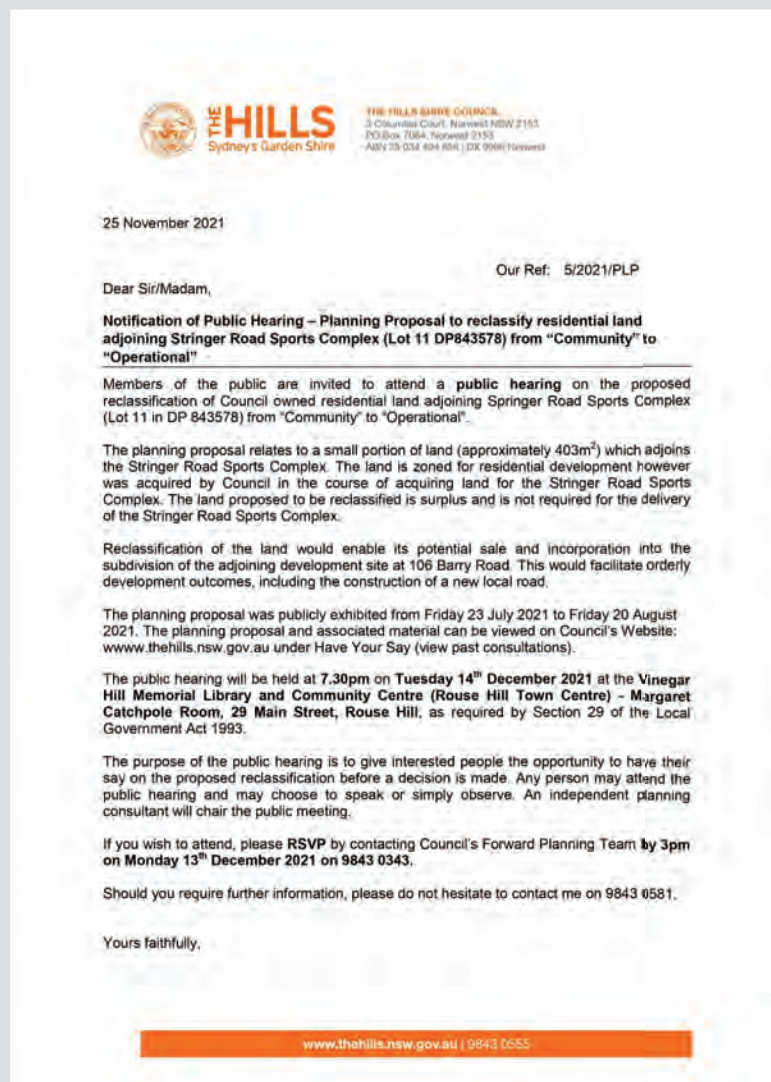 THE HILLS
Sydney's Garden Shire
THE HILLS SHIRE COUNCIL
3 Columbia Court, Norwest NSW 2153
PO Box 7064, Norwest 2153
ABN 25 034 494 656 | DX 9966 Norwest
25 November 2021
Our Ref: 5/2021/PLP
Dear Sir/Madam,
Notification of Public Hearing – Planning Proposal to reclassify residential land
adjoining Stringer Road Sports Complex (Lot 11 DP843578) from "Community" to
"Operational"
Members of the public are invited to attend a public hearing on the proposed
reclassification of Council owned residential land adjoining Springer Road Sports Complex
(Lot 11 in DP 843578) from "Community" to "Operational".
The planning proposal relates to a small portion of land (approximately 403m²) which adjoins
the Stringer Road Sports Complex. The land is zoned for residential development however
was acquired by Council in the course of acquiring land for the Stringer Road Sports
Complex. The land proposed to be reclassified is surplus and is not required for the delivery
of the Stringer Road Sports Complex.
Reclassification of the land would enable its potential sale and incorporation into the
subdivision of the adjoining development site at 106 Barry Road. This would facilitate orderly
development outcomes, including the construction of a new local road.
The planning proposal was publicly exhibited from Friday 23 July 2021 to Friday 20 August
2021. The planning proposal and associated material can be viewed on Council's Website:
wwww.thehills.nsw.gov.au under Have Your Say (view past consultations).
The public hearing will be held at 7.30pm on Tuesday 14th December 2021 at the Vinegar
Hill Memorial Library and Community Centre (Rouse Hill Town Centre) – Margaret
Catchpole Room, 29 Main Street, Rouse Hill, as required by Section 29 of the Local
Government Act 1993.
The purpose of the public hearing is to give interested people the opportunity to have their
say on the proposed reclassification before a decision is made. Any person may attend the
public hearing and may choose to speak or simply observe. An independent planning
consultant will chair the public meeting.
If you wish to attend, please RSVP by contacting Council's Forward Planning Team by 3pm
on Monday 13th December 2021 on 9843 0343.
Should you require further information, please do not hesitate to contact me on 9843 0581.
Yours faithfully,
www.thehills.nsw.gov.au | 9843 0555